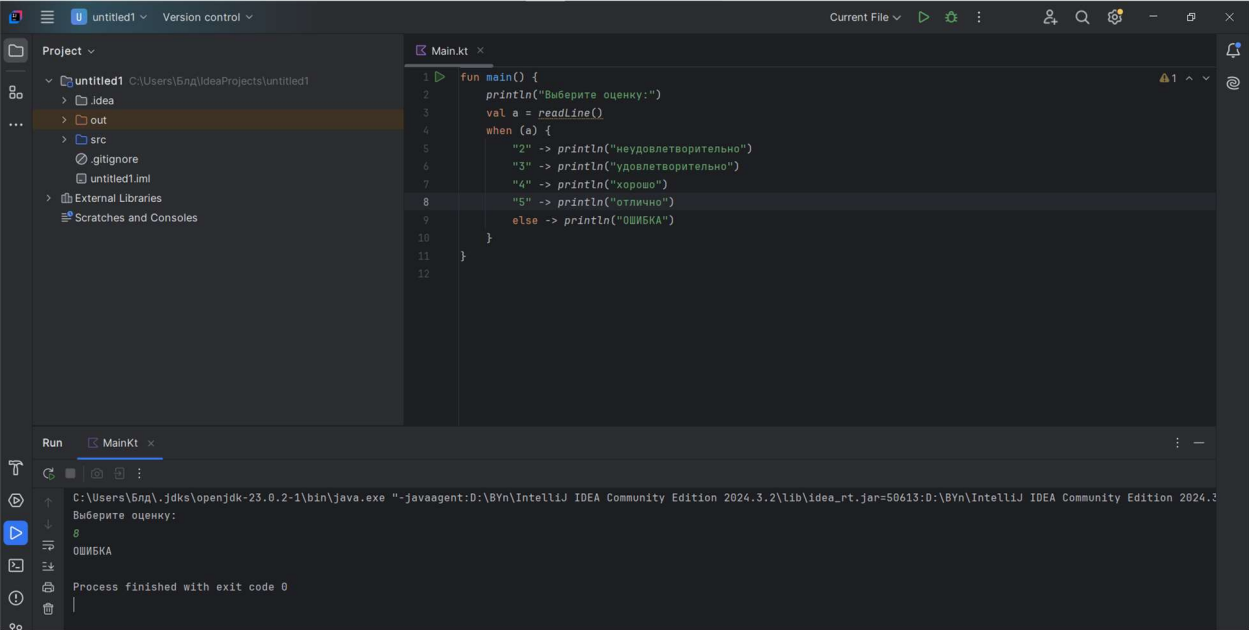 U untitled1 Version control Current File
Project
Main.kt
untitled1 C:\Users\Блд\IdeaProjects\untitled1
.idea
out
src
.gitignore
untitled1.iml
External Libraries
Scratches and Consoles
1 fun main() {
2 println("Выберите оценку:")
3 val a = readLine()
4 when (a) {
5 "2" -> println("неудовлетворительно")
6 "3" -> println("удовлетворительно")
7 "4" -> println("хорошо")
8 "5" -> println("отлично")
9 else -> println("ОШИБКА")
10 }
11 }
12
1
Run MainKt
C:\Users\Блд\.jdks\openjdk-23.0.2-1\bin\java.exe "-javaagent:D:\BYn\IntelliJ IDEA Community Edition 2024.3.2\lib\idea_rt.jar=50613:D:\BYn\IntelliJ IDEA Community Edition 2024.3
Выберите оценку:
8
ОШИБКА
Process finished with exit code 0